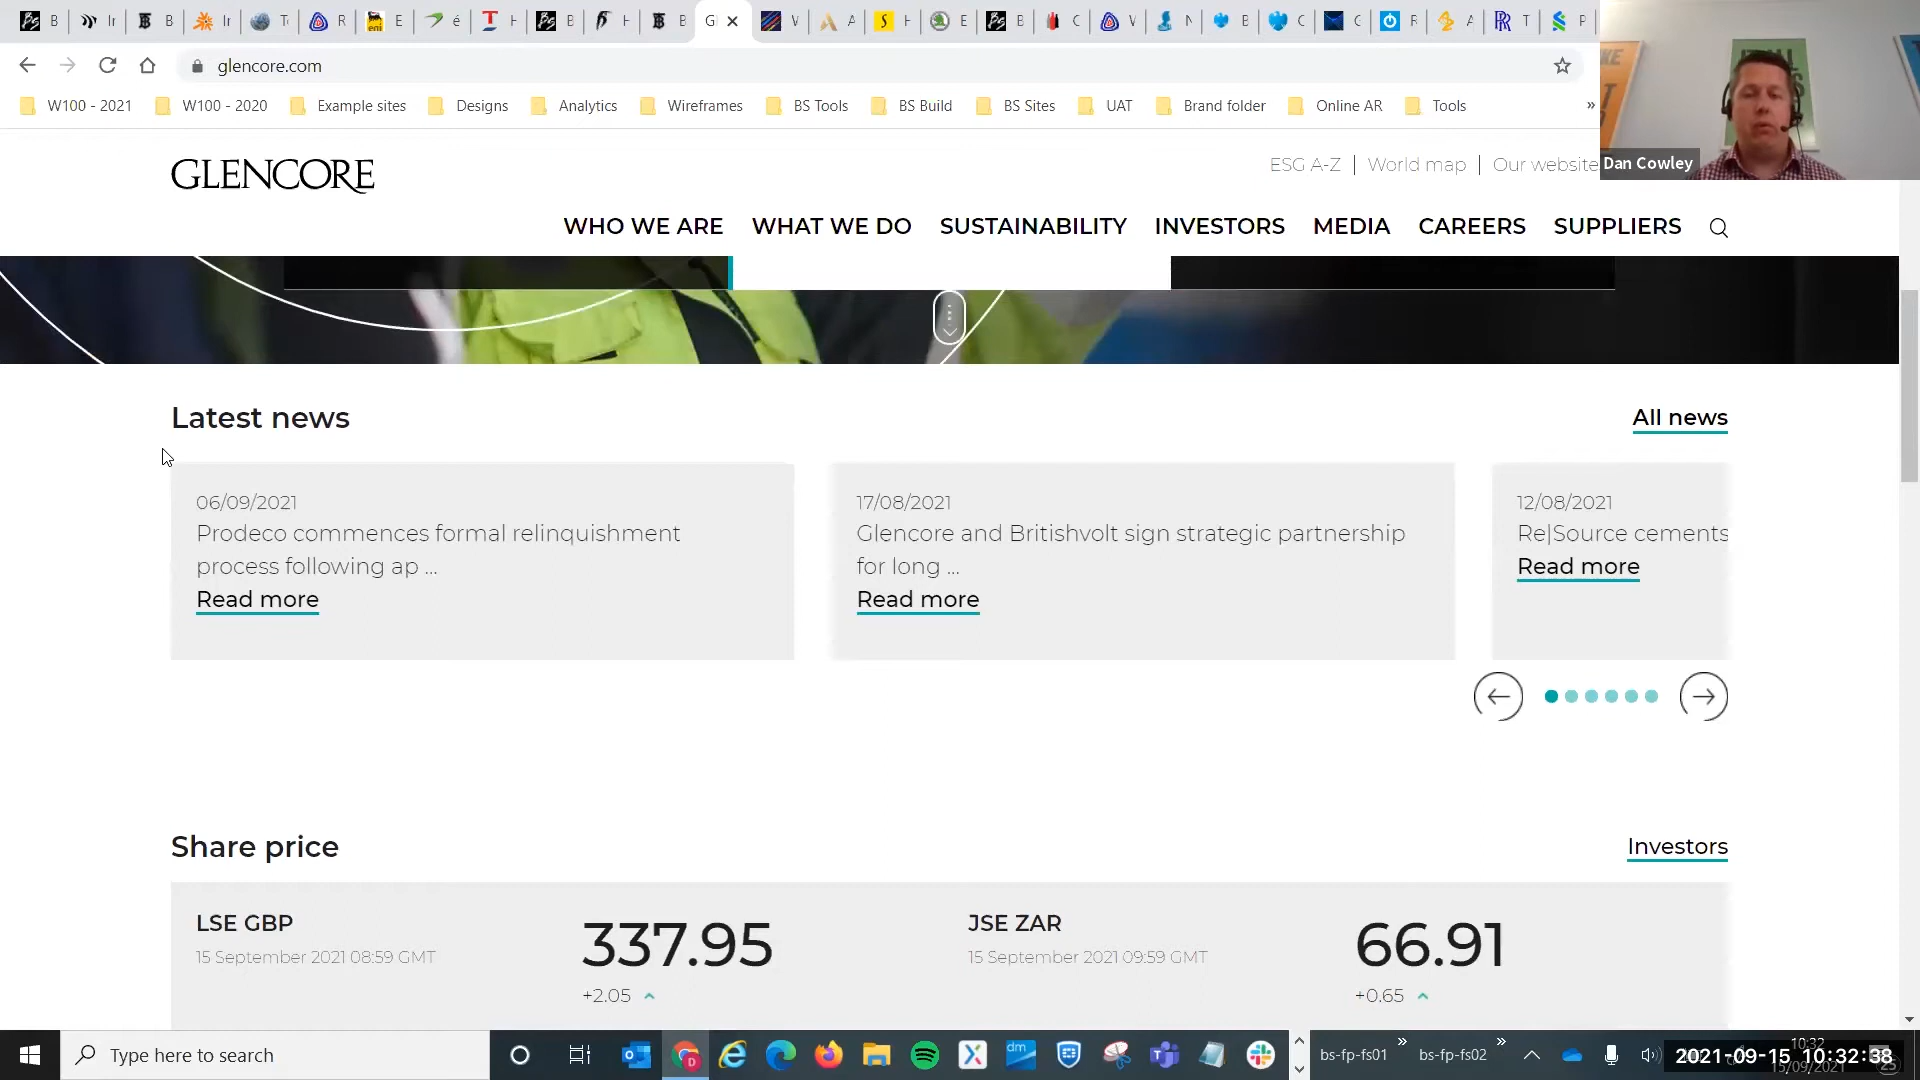 glencore.com
W100 - 2021
W100 - 2020
Example sites
Designs
Analytics
Wireframes
BS Tools
BS Build
BS Sites
UAT
Brand folder
Online AR
Tools
»
Dan Cowley
GLENCORE
ESG A-Z | World map | Our website
WHO WE ARE
WHAT WE DO
SUSTAINABILITY
INVESTORS
MEDIA
CAREERS
SUPPLIERS
Latest news
All news
06/09/2021
Prodeco commences formal relinquishment
process following ap ...
Read more
17/08/2021
Glencore and Britishvolt sign strategic partnership
for long ...
Read more
12/08/2021
Re|Source cements
Read more
Share price
Investors
LSE GBP
15 September 2021 08:59 GMT
337.95
+2.05
JSE ZAR
15 September 2021 09:59 GMT
66.91
+0.65
Type here to search
bs-fp-fs01
bs-fp-fs02
10:32
15/09/2021
2021-09-15 10:32:38